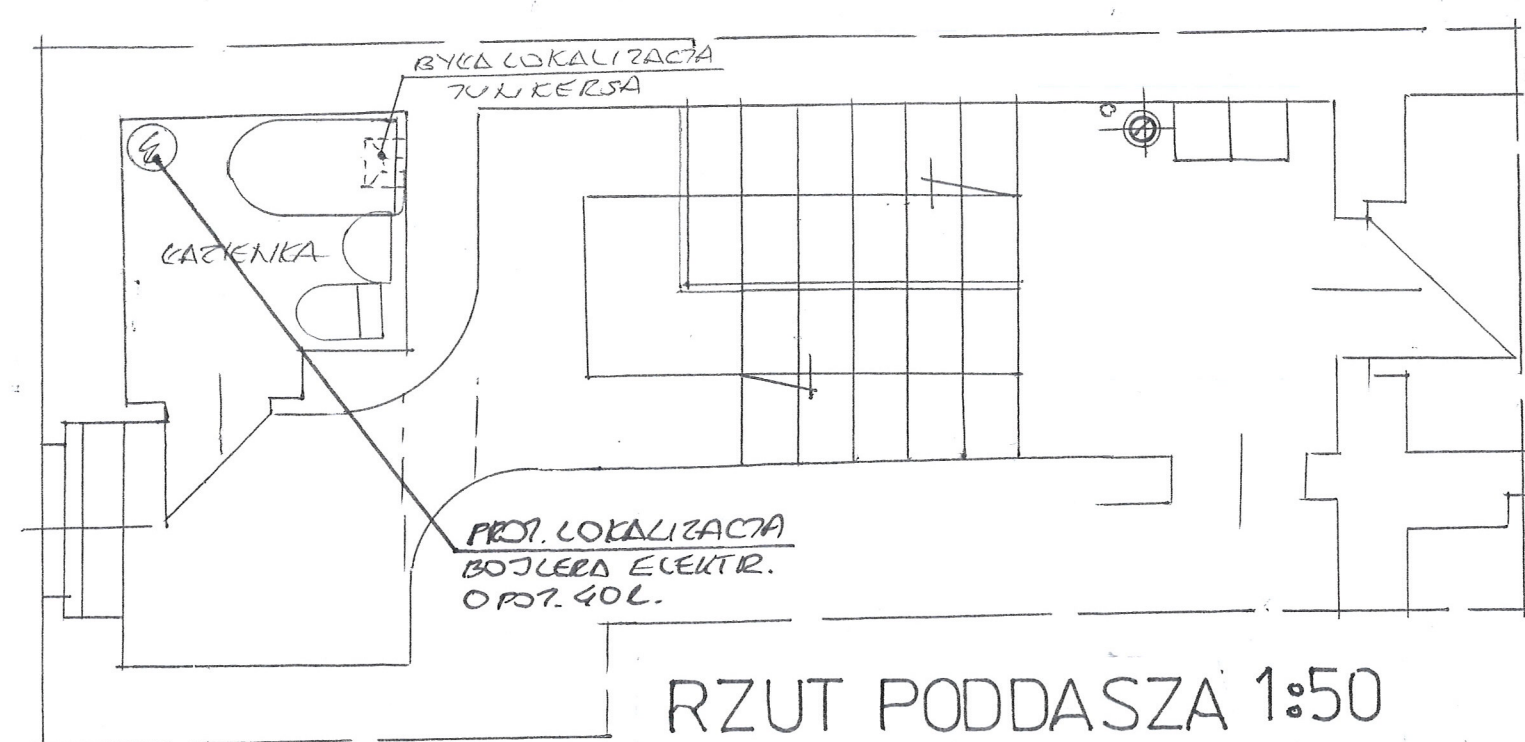 BYŁA LOKALIZACJA
JUNKERSA
E
ŁAZIENKA
PROJ. LOKALIZACJA
BOJLERA ELEKTR.
O POJ. 40L.
RZUT PODDASZA 1:50